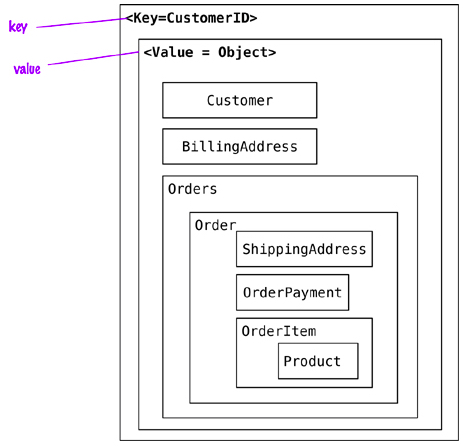 key
<Key=CustomerID>
value
<Value = Object>
Customer
BillingAddress
Orders
Order
ShippingAddress
OrderPayment
OrderItem
Product